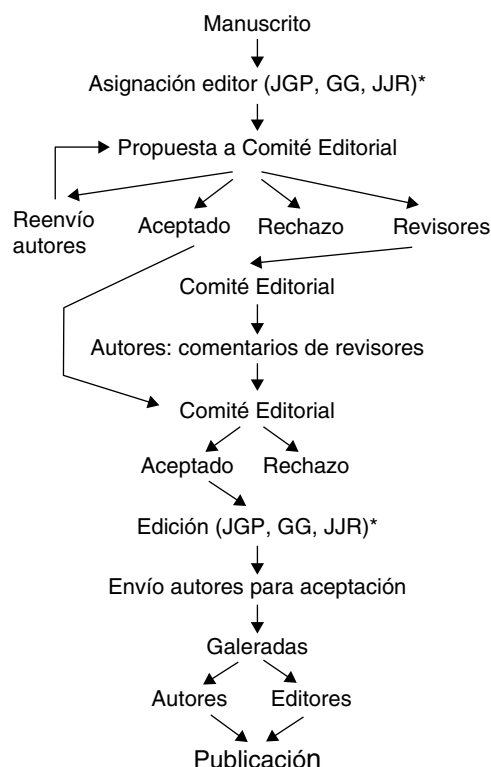 Manuscrito
Asignación editor (JGP, GG, JJR)*
Propuesta a Comité Editorial
Reenvío autores
Aceptado
Rechazo
Revisores
Comité Editorial
Autores: comentarios de revisores
Comité Editorial
Aceptado
Rechazo
Edición (JGP, GG, JJR)*
Envío autores para aceptación
Galeradas
Autores
Editores
Publicación